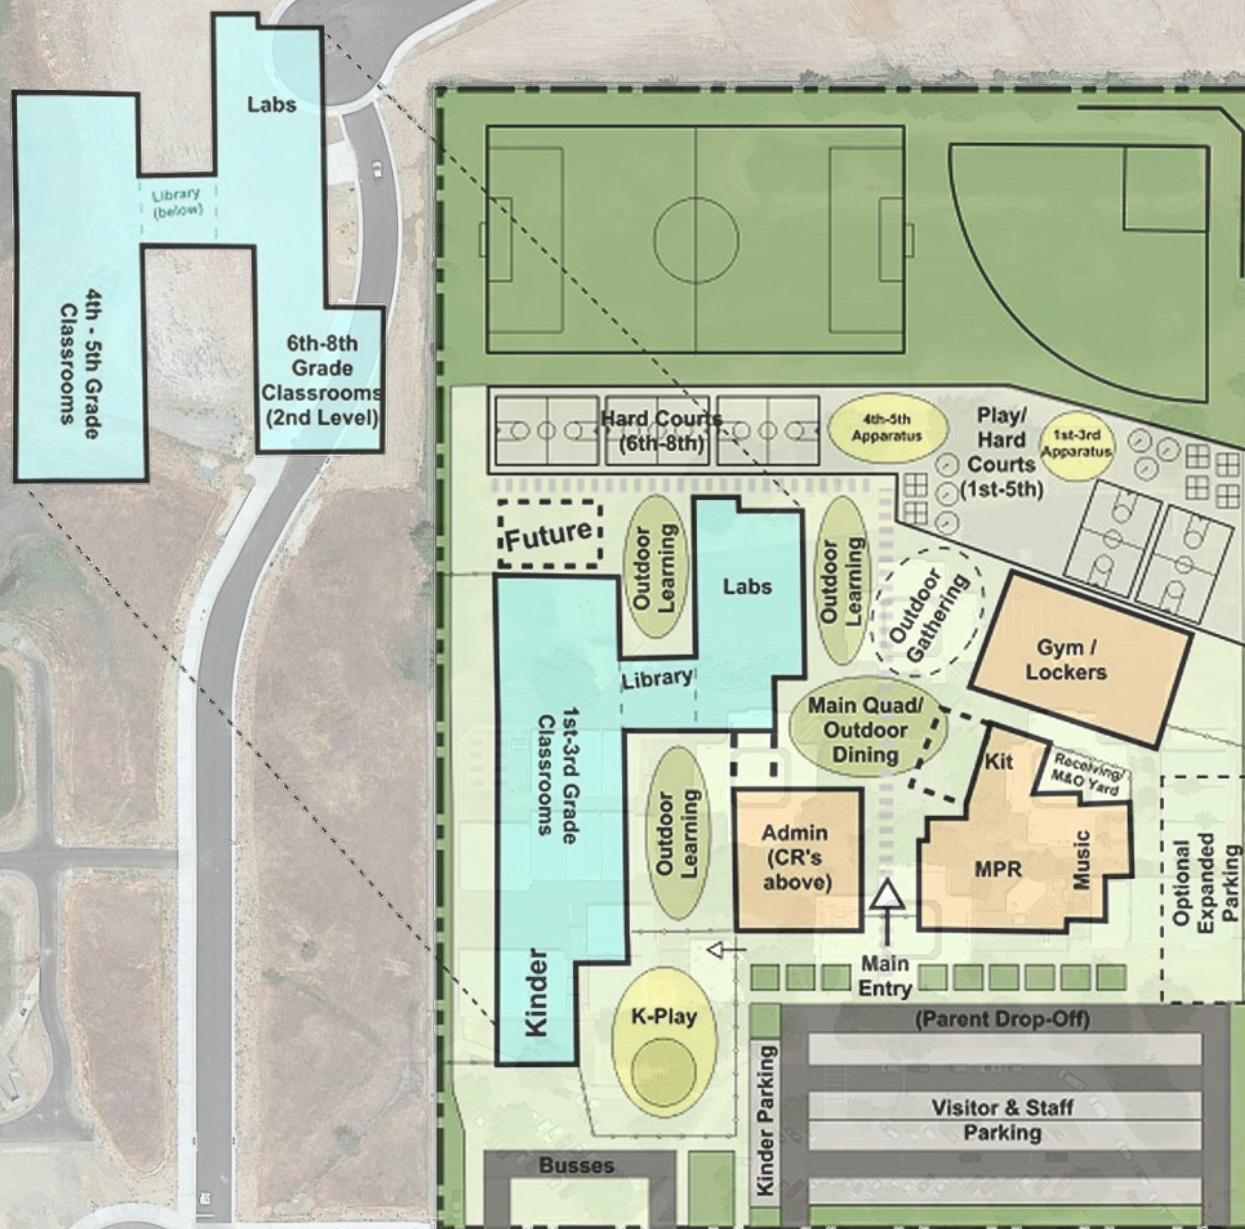 Labs
Library
(below)
4th - 5th Grade
Classrooms
6th-8th
Grade
Classrooms
(2nd Level)
Hard Courts
(6th-8th)
4th-5th
Apparatus
Play/
Hard
Courts
(1st-5th)
1st-3rd
Apparatus
Future
Outdoor
Learning
Labs
Outdoor
Learning
Outdoor
Gathering
Gym /
Lockers
Library
1st-3rd Grade
Classrooms
Main Quad/
Outdoor
Dining
Kit
Receiving/
M&O Yard
Outdoor
Learning
Admin
(CR's
above)
MPR
Music
Optional
Expanded
Parking
Kinder
Main
Entry
K-Play
(Parent Drop-Off)
Kinder Parking
Visitor & Staff
Parking
Busses